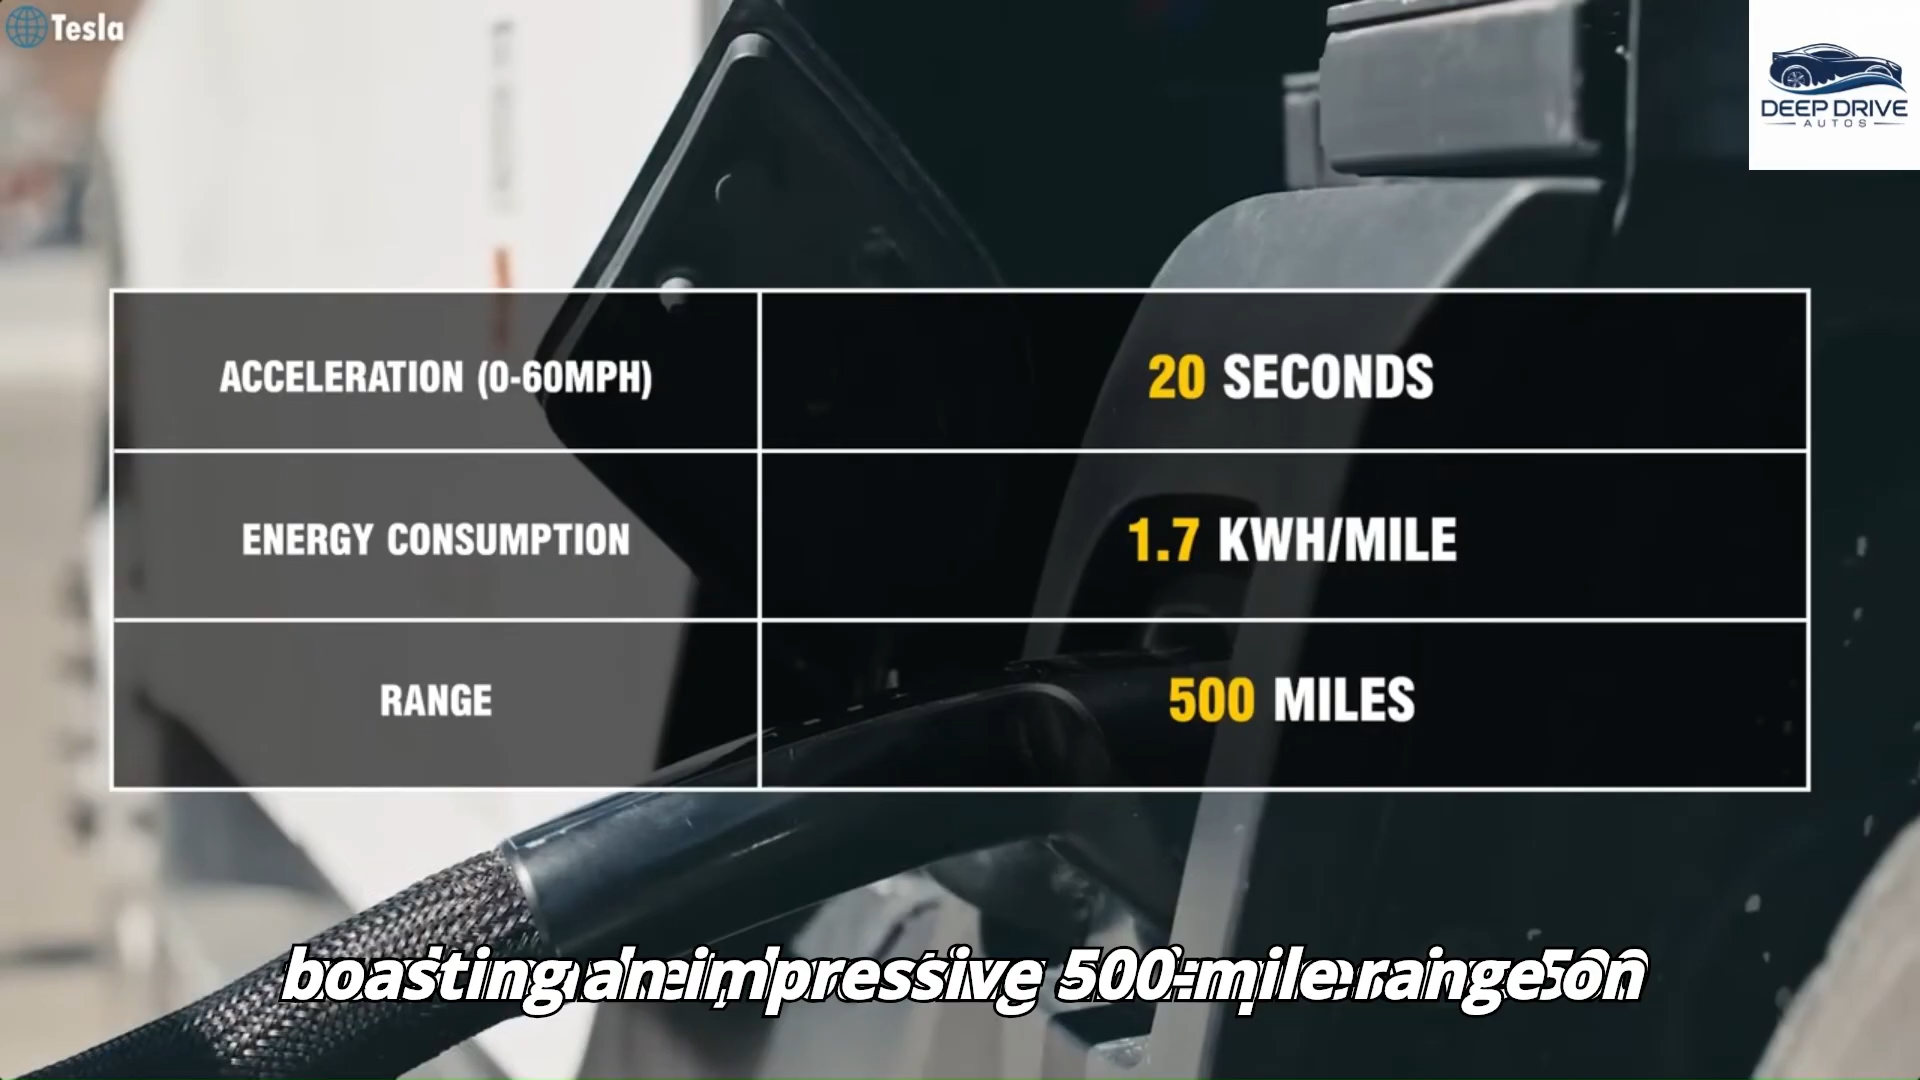 Tesla
DEEP DRIVE
AUTOS
ACCELERATION (0-60MPH)
20 SECONDS
ENERGY CONSUMPTION
1.7 KWH/MILE
RANGE
500 MILES
boasting an impressive 500-mile range on